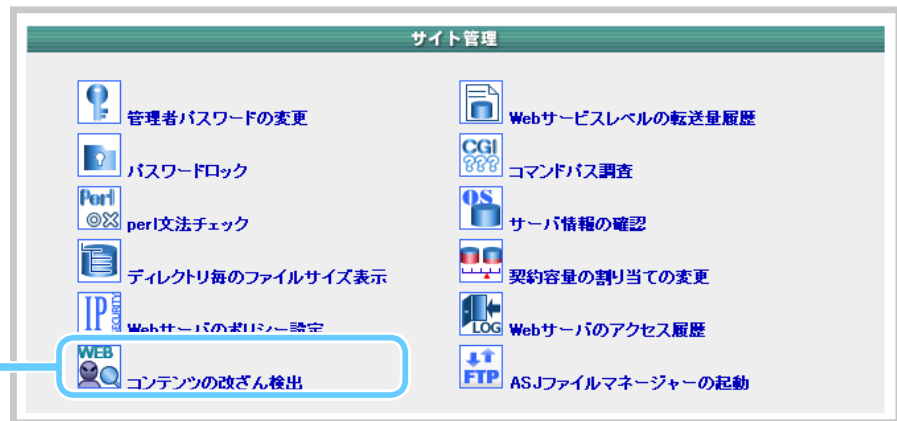 サイト管理
管理者パスワードの変更
Webサービスレベルの転送量履歴
パスワードロック
CGI
???
コマンドパス調査
Perl
○×
perl文法チェック
OS
サーバ情報の確認
ディレクトリ毎のファイルサイズ表示
契約容量の割り当ての変更
IP
SECURITY
Webサーバのポリシー設定
LOG
Webサーバのアクセス履歴
WEB
コンテンツの改ざん検出
FTP
ASJファイルマネージャーの起動